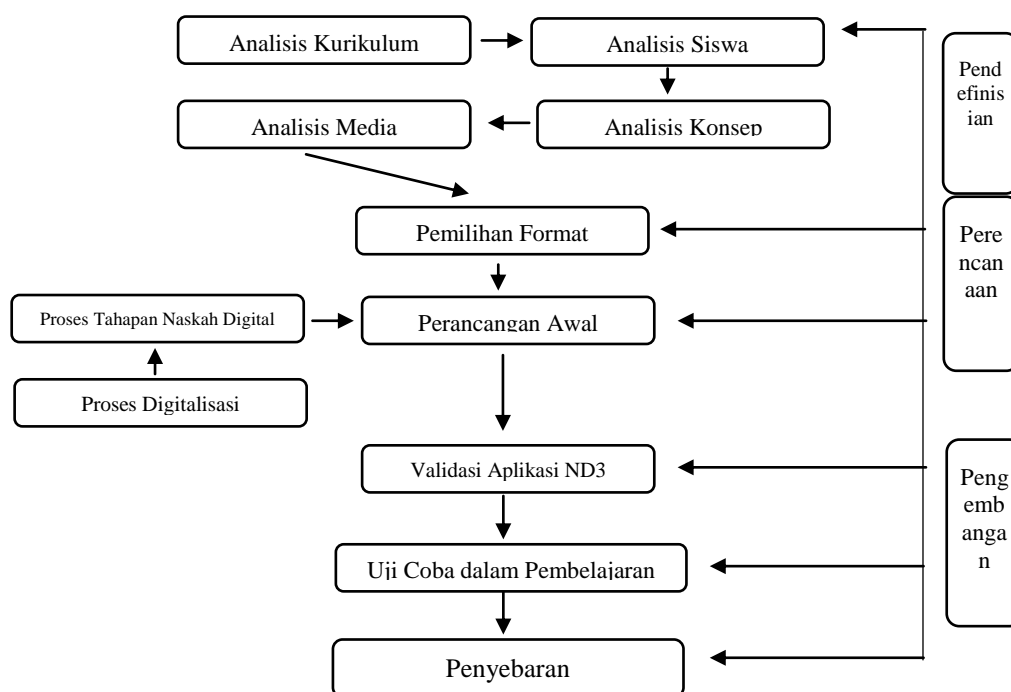 Analisis Kurikulum
Analisis Siswa
Analisis Media
Analisis Konsep
Pemilihan Format
Proses Tahapan Naskah Digital
Perancangan Awal
Proses Digitalisasi
Validasi Aplikasi ND3
Uji Coba dalam Pembelajaran
Penyebaran
Pend
efinis
ian
Pere
ncan
aan
Peng
emb
anga
n